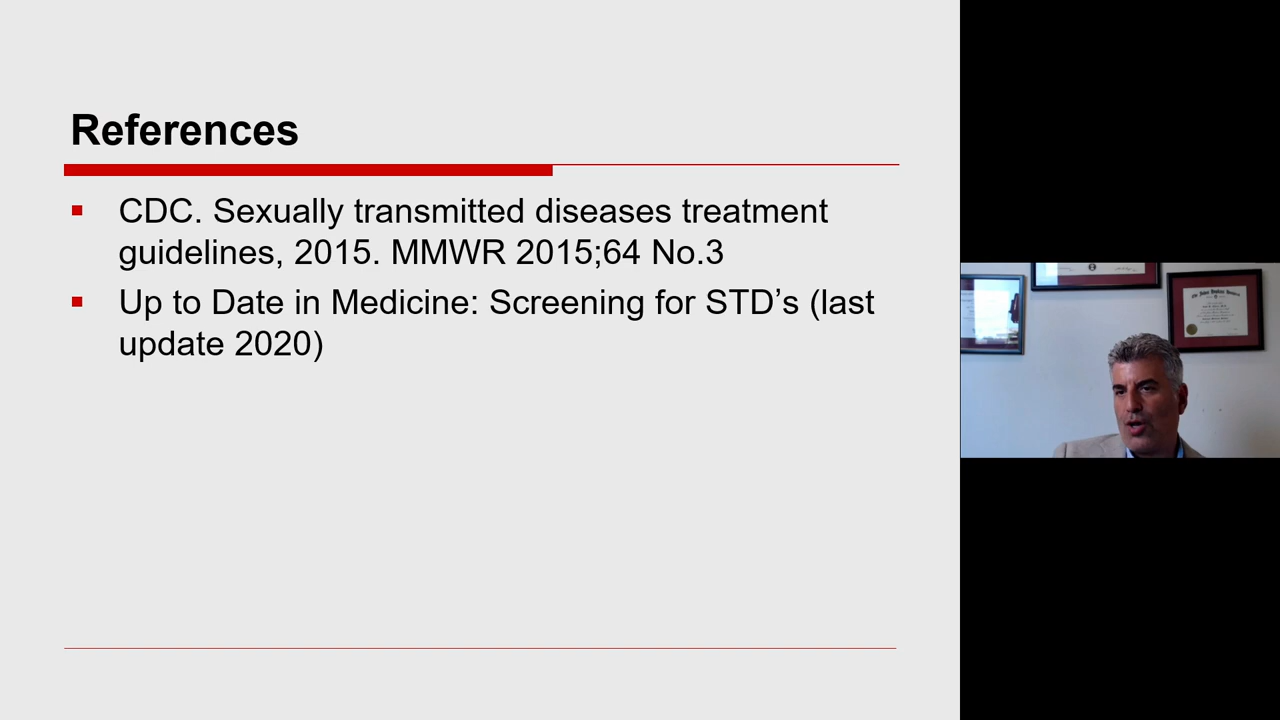 References
CDC. Sexually transmitted diseases treatment
guidelines, 2015. MMWR 2015;64 No.3
Up to Date in Medicine: Screening for STD’s (last
update 2020)